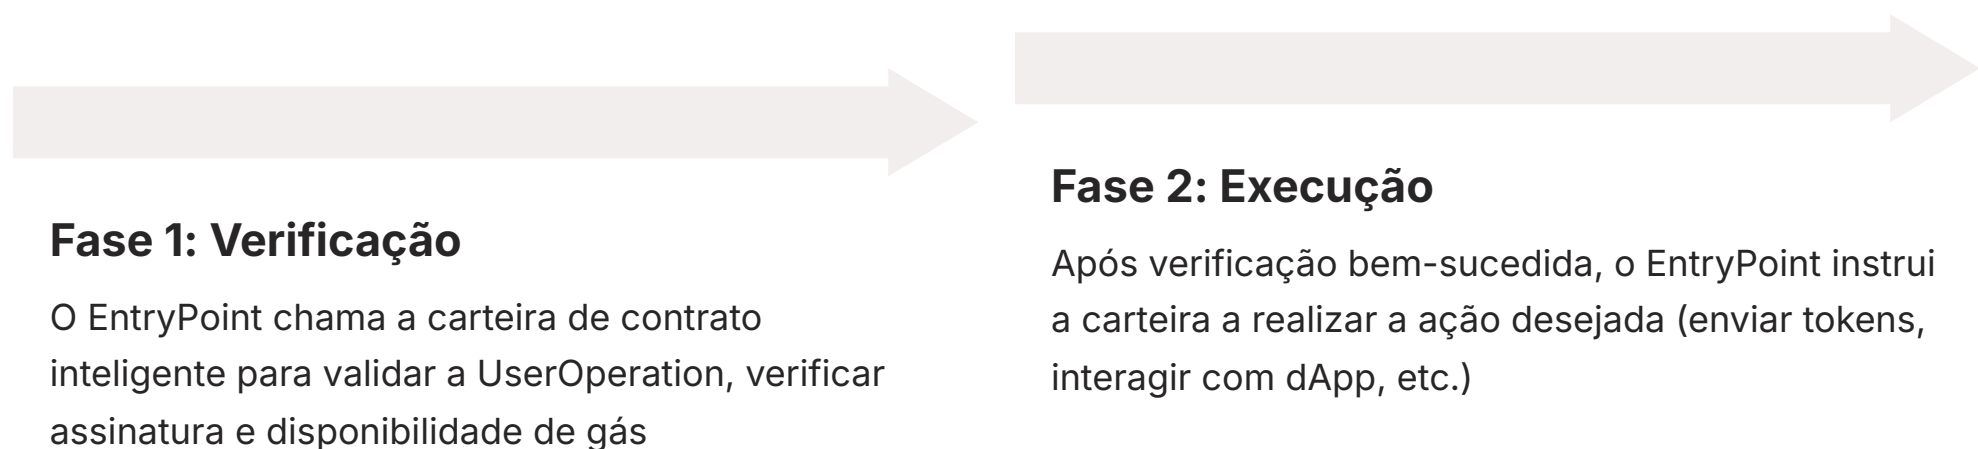 Fase 1: Verificação
O EntryPoint chama a carteira de contrato
inteligente para validar a UserOperation, verificar
assinatura e disponibilidade de gás
Fase 2: Execução
Após verificação bem-sucedida, o EntryPoint instrui
a carteira a realizar a ação desejada (enviar tokens,
interagir com dApp, etc.)